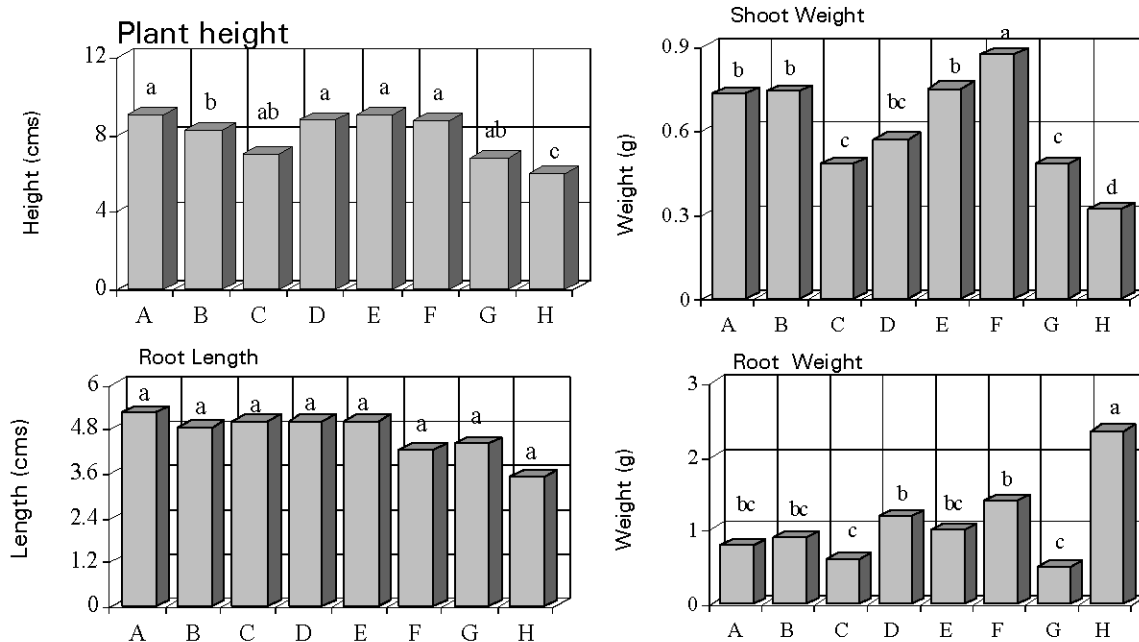 Plant height
12
8
4
0
Height (cms)
a b ab a a a ab c
A B C D E F G H
Shoot Weight
0.9
0.6
0.3
0
Weight (g)
b b c bc b a c d
A B C D E F G H
Root Length
6
4.8
3.6
2.4
1.2
0
Length (cms)
a a a a a a a a
A B C D E F G H
Root Weight
3
2
1
0
Weight (g)
bc bc c b bc b c a
A B C D E F G H